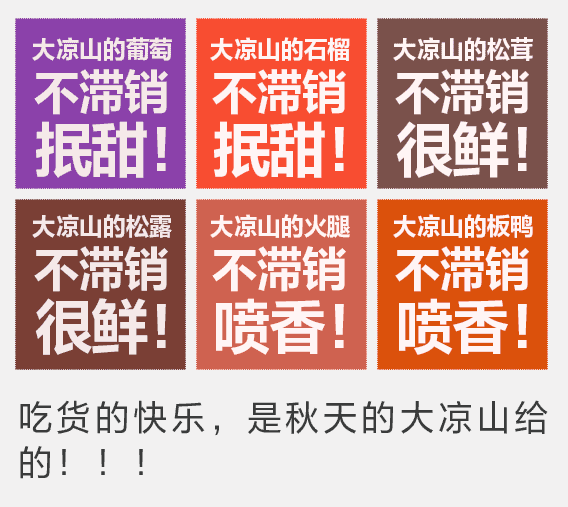 大凉山的葡萄
不滞销
抿甜!
大凉山的石榴
不滞销
抿甜!
大凉山的松茸
不滞销
很鲜!
大凉山的松露
不滞销
很鲜!
大凉山的火腿
不滞销
喷香!
大凉山的板鸭
不滞销
喷香!
吃货的快乐，是秋天的大凉山给
的！！！